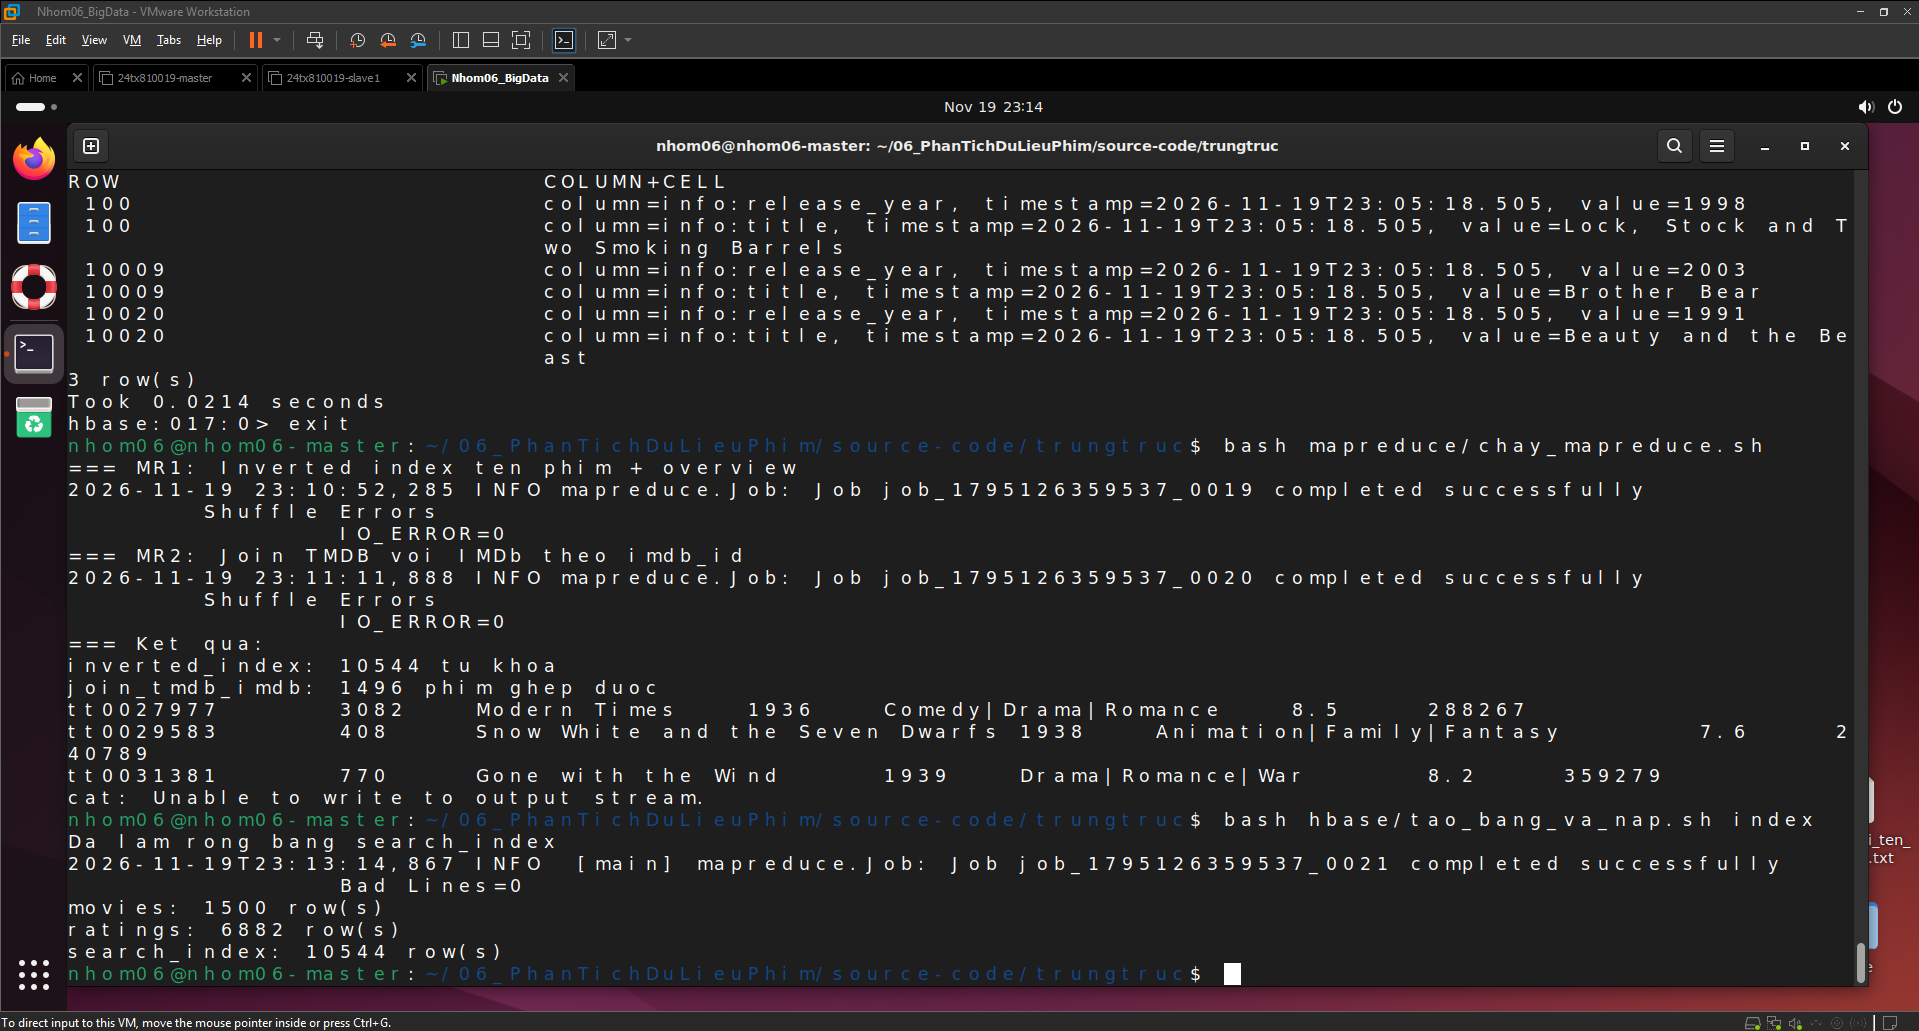 Nhom06_BigData - VMware Workstation
File Edit View VM Tabs Help
Home 24tx810019-master 24tx810019-slave1 Nhom06_BigData
Nov 19 23:14
nhom06@nhom06-master: ~/06_PhanTichDuLieuPhim/source-code/trungtruc
ROW COLUMN+CELL
100 column=info:release_year, timestamp=2026-11-19T23:05:18.505, value=1998
100 column=info:title, timestamp=2026-11-19T23:05:18.505, value=Lock, Stock and T
wo Smoking Barrels
10009 column=info:release_year, timestamp=2026-11-19T23:05:18.505, value=2003
10009 column=info:title, timestamp=2026-11-19T23:05:18.505, value=Brother Bear
10020 column=info:release_year, timestamp=2026-11-19T23:05:18.505, value=1991
10020 column=info:title, timestamp=2026-11-19T23:05:18.505, value=Beauty and the Be
ast
3 row(s)
Took 0.0214 seconds
hbase:017:0> exit
nhom06@nhom06-master:~/06_PhanTichDuLieuPhim/source-code/trungtruc$ bash mapreduce/chay_mapreduce.sh
=== MR1: Inverted index ten phim + overview
2026-11-19 23:10:52,285 INFO mapreduce.Job: Job job_1795126359537_0019 completed successfully
Shuffle Errors
IO_ERROR=0
=== MR2: Join TMDB voi IMDb theo imdb_id
2026-11-19 23:11:11,888 INFO mapreduce.Job: Job job_1795126359537_0020 completed successfully
Shuffle Errors
IO_ERROR=0
=== Ket qua:
inverted_index: 10544 tu khoa
join_tmdb_imdb: 1496 phim ghep duoc
tt0027977 3082 Modern Times 1936 Comedy|Drama|Romance 8.5 288267
tt0029583 408 Snow White and the Seven Dwarfs 1938 Animation|Family|Fantasy 7.6 2
40789
tt0031381 770 Gone with the Wind 1939 Drama|Romance|War 8.2 359279
cat: Unable to write to output stream.
nhom06@nhom06-master:~/06_PhanTichDuLieuPhim/source-code/trungtruc$ bash hbase/tao_bang_va_nap.sh index
Da lam rong bang search_index
2026-11-19T23:13:14,867 INFO [main] mapreduce.Job: Job job_1795126359537_0021 completed successfully
Bad Lines=0
movies: 1500 row(s)
ratings: 6882 row(s)
search_index: 10544 row(s)
nhom06@nhom06-master:~/06_PhanTichDuLieuPhim/source-code/trungtruc$
i_ten_
.txt
To direct input to this VM, move the mouse pointer inside or press Ctrl+G.